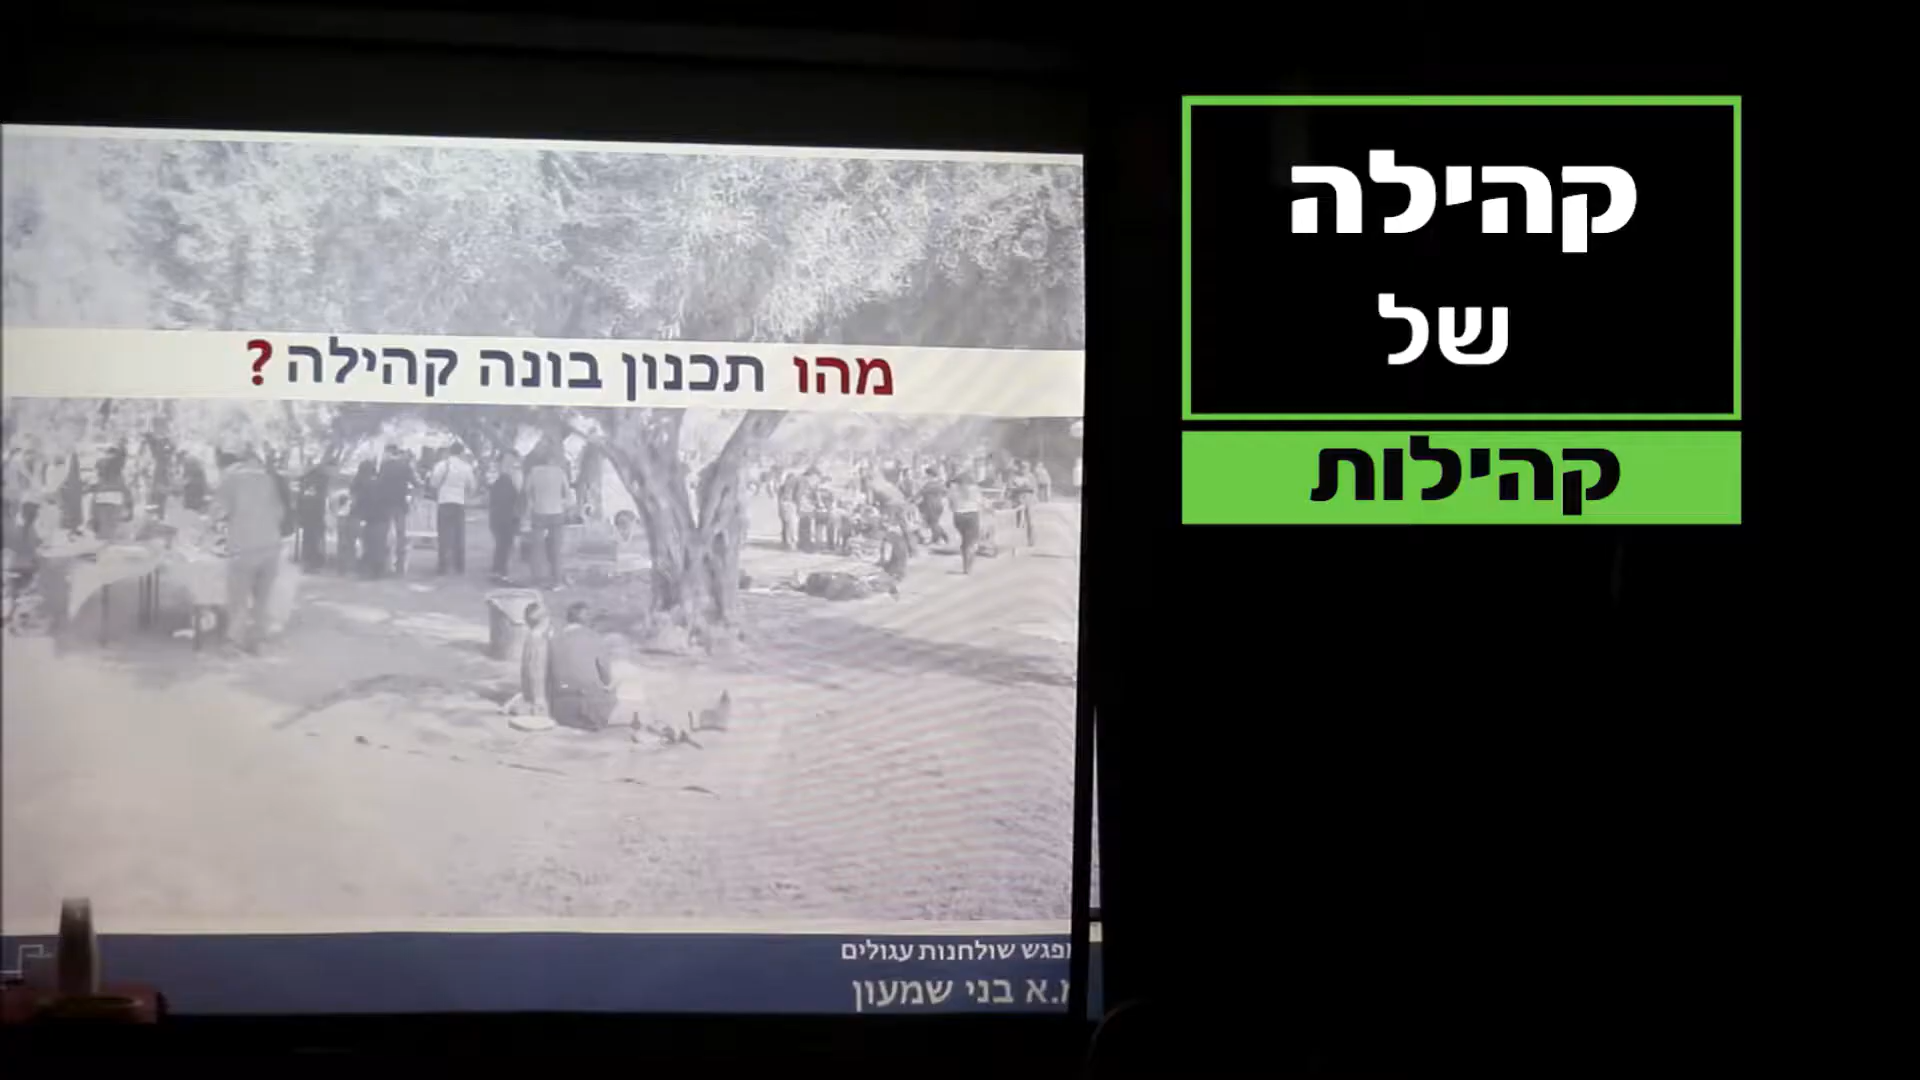 קהילה
של
קהילות
מהו תכנון בונה קהילה?
מפגש שולחנות עגולים
מ.א בני שמעון